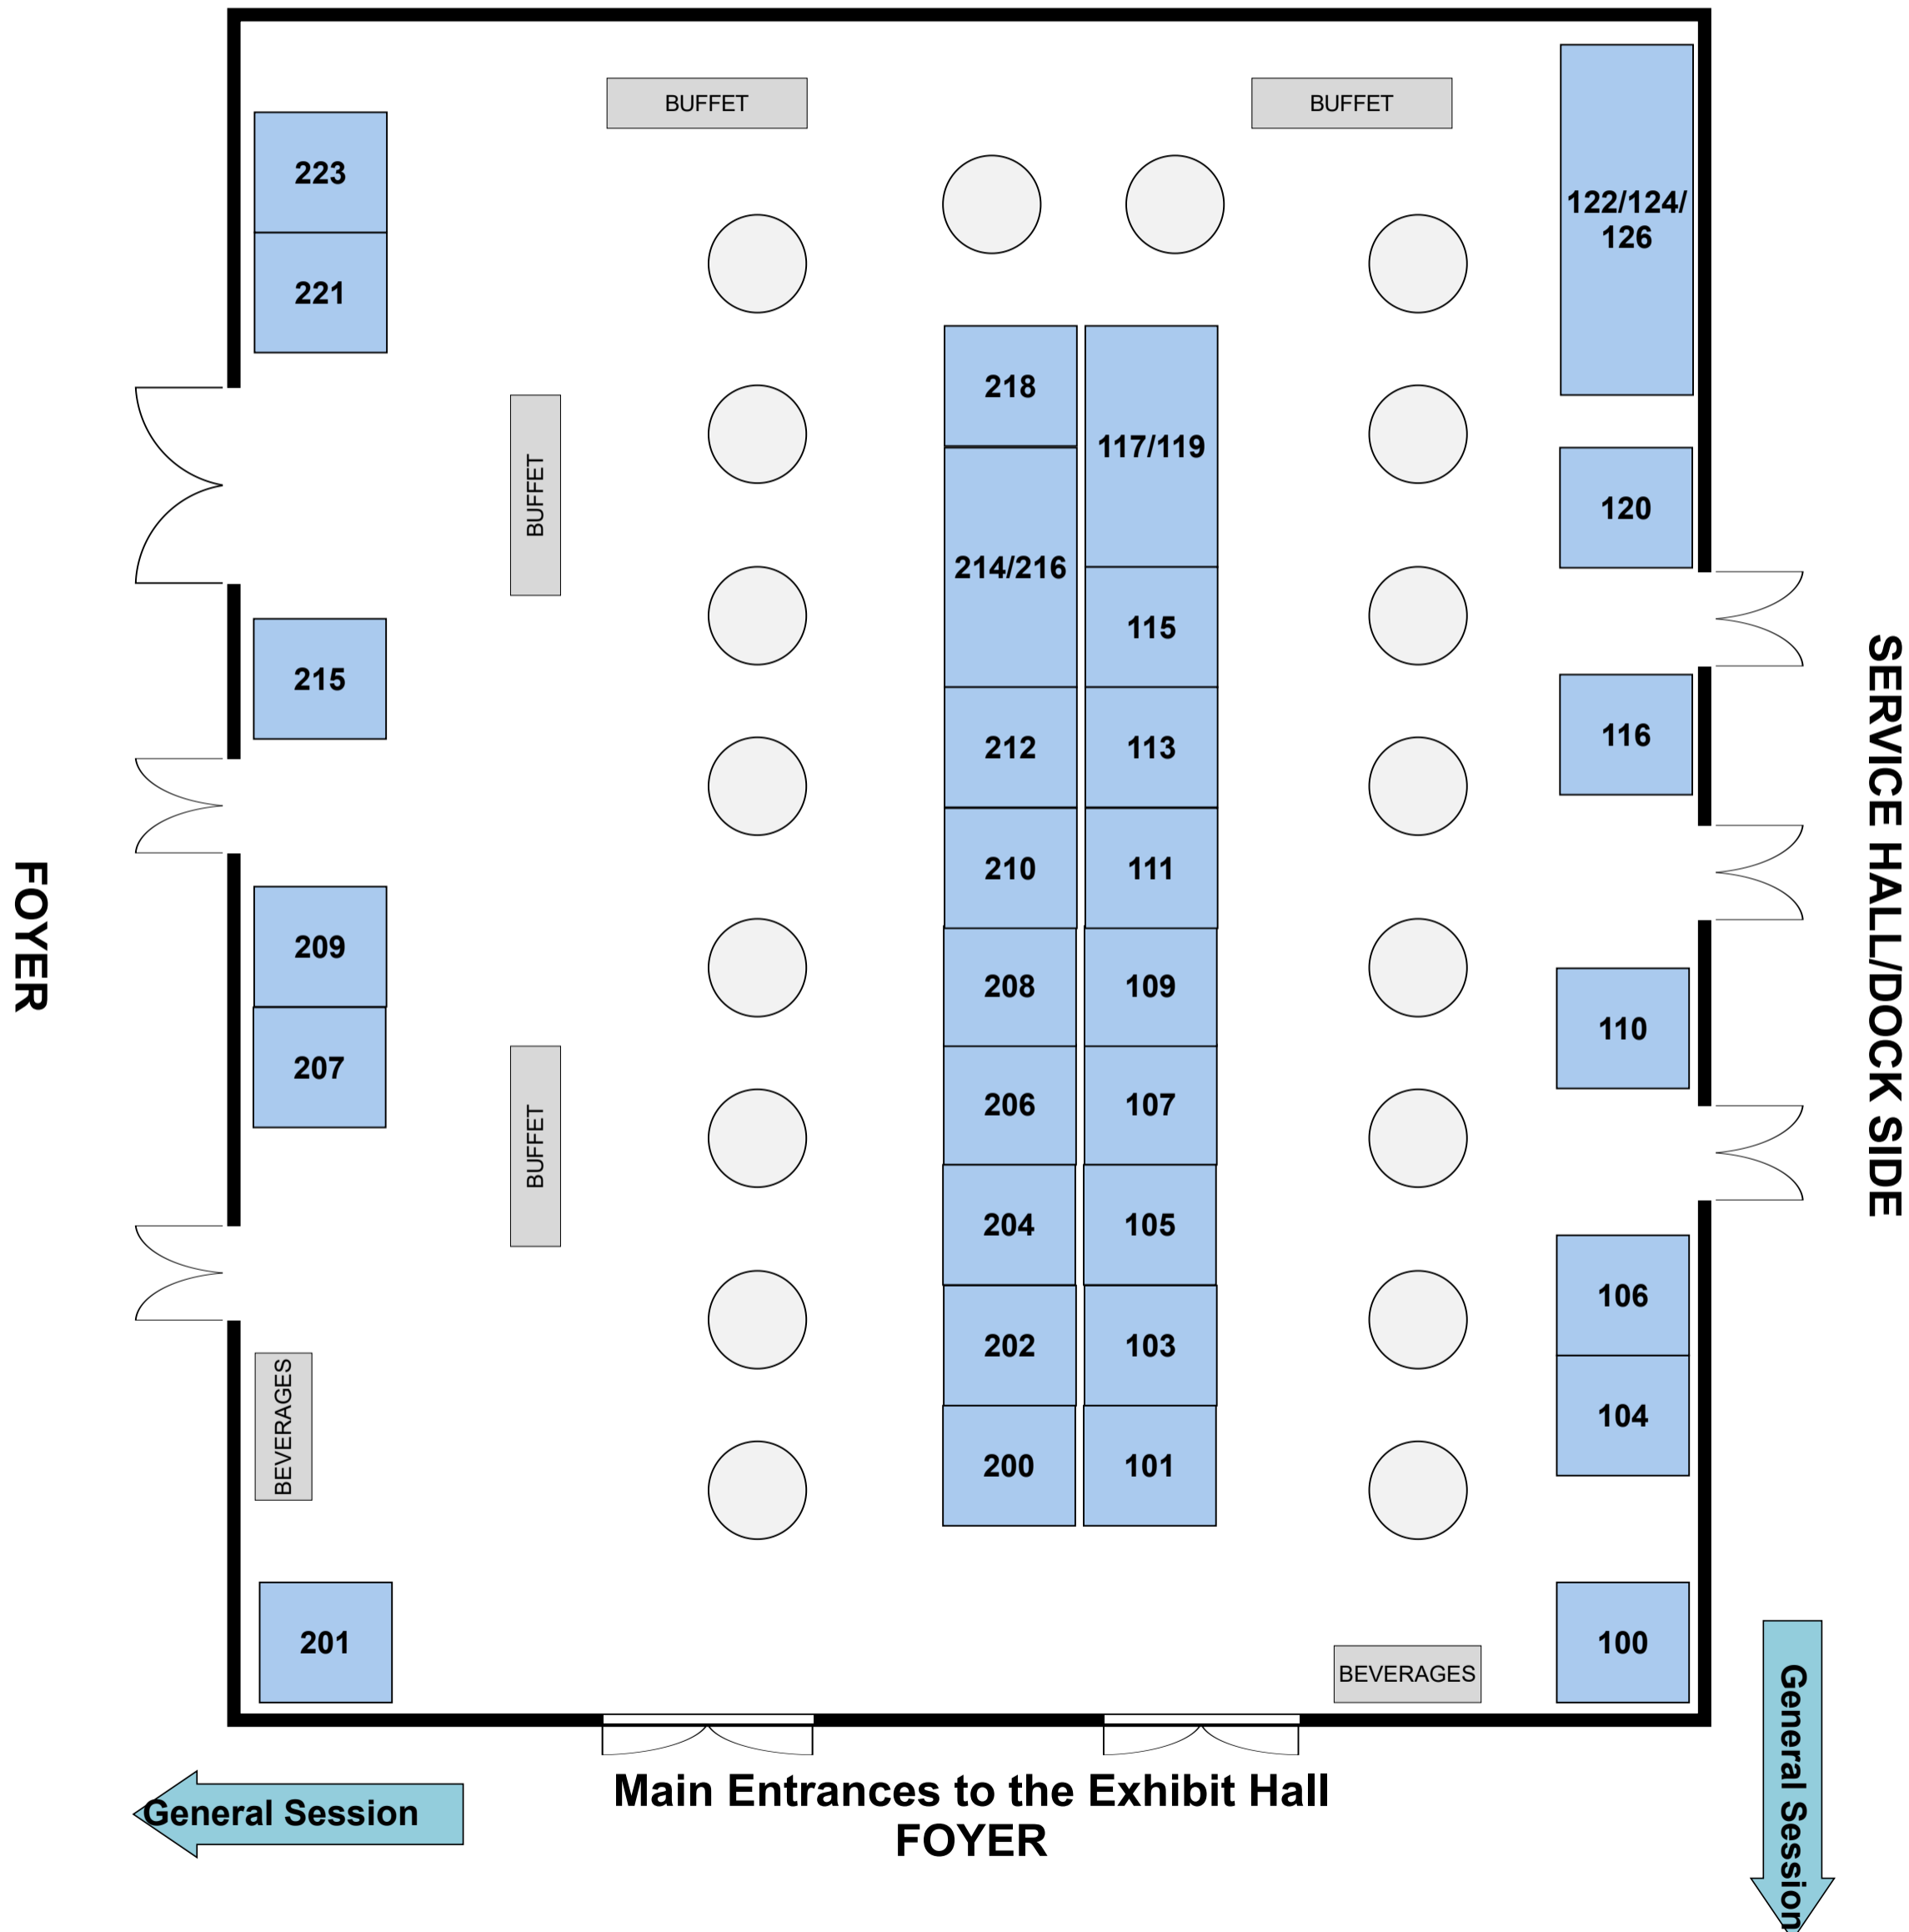 BUFFET
BUFFET
223
122/124/
126
221
218
117/119
BUFFET
120
214/216
115
215
116
212
113
210
111
209
208
109
110
207
206
107
BUFFET
204
105
106
202
103
104
BEVERAGES
200
101
201
100
BEVERAGES
FOYER
SERVICE HALL/DOCK SIDE
Main Entrances to the Exhibit Hall
FOYER
General Session
General Session